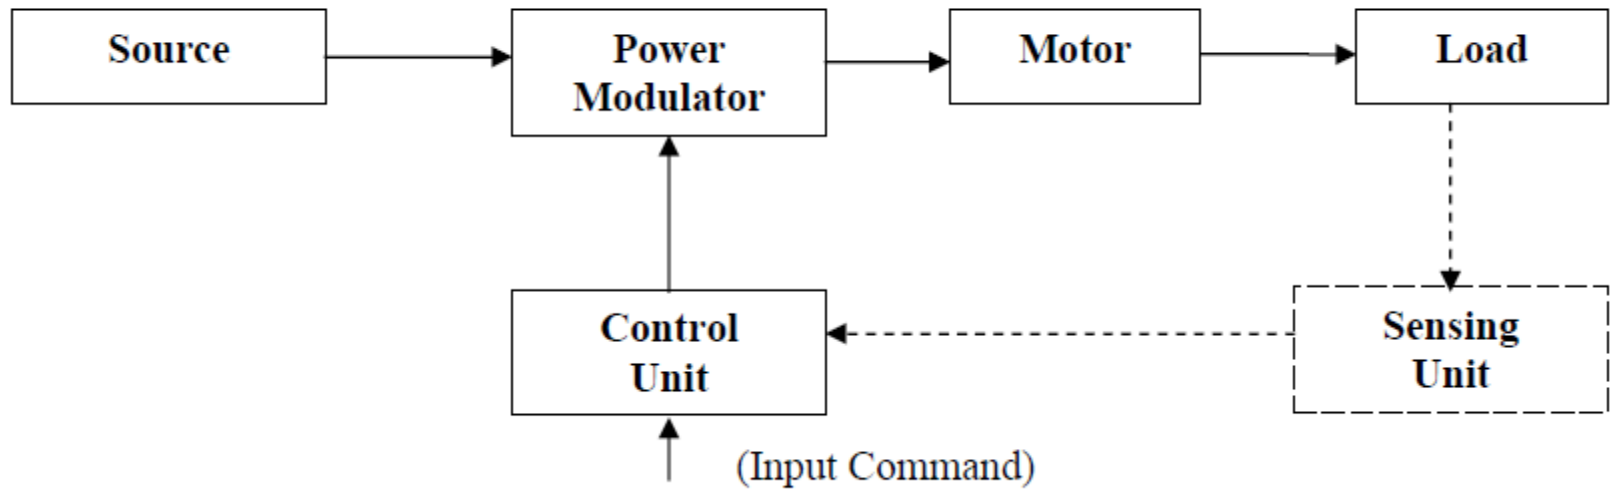 Source
Power
Modulator
Motor
Load
Control
Unit
Sensing
Unit
(Input Command)